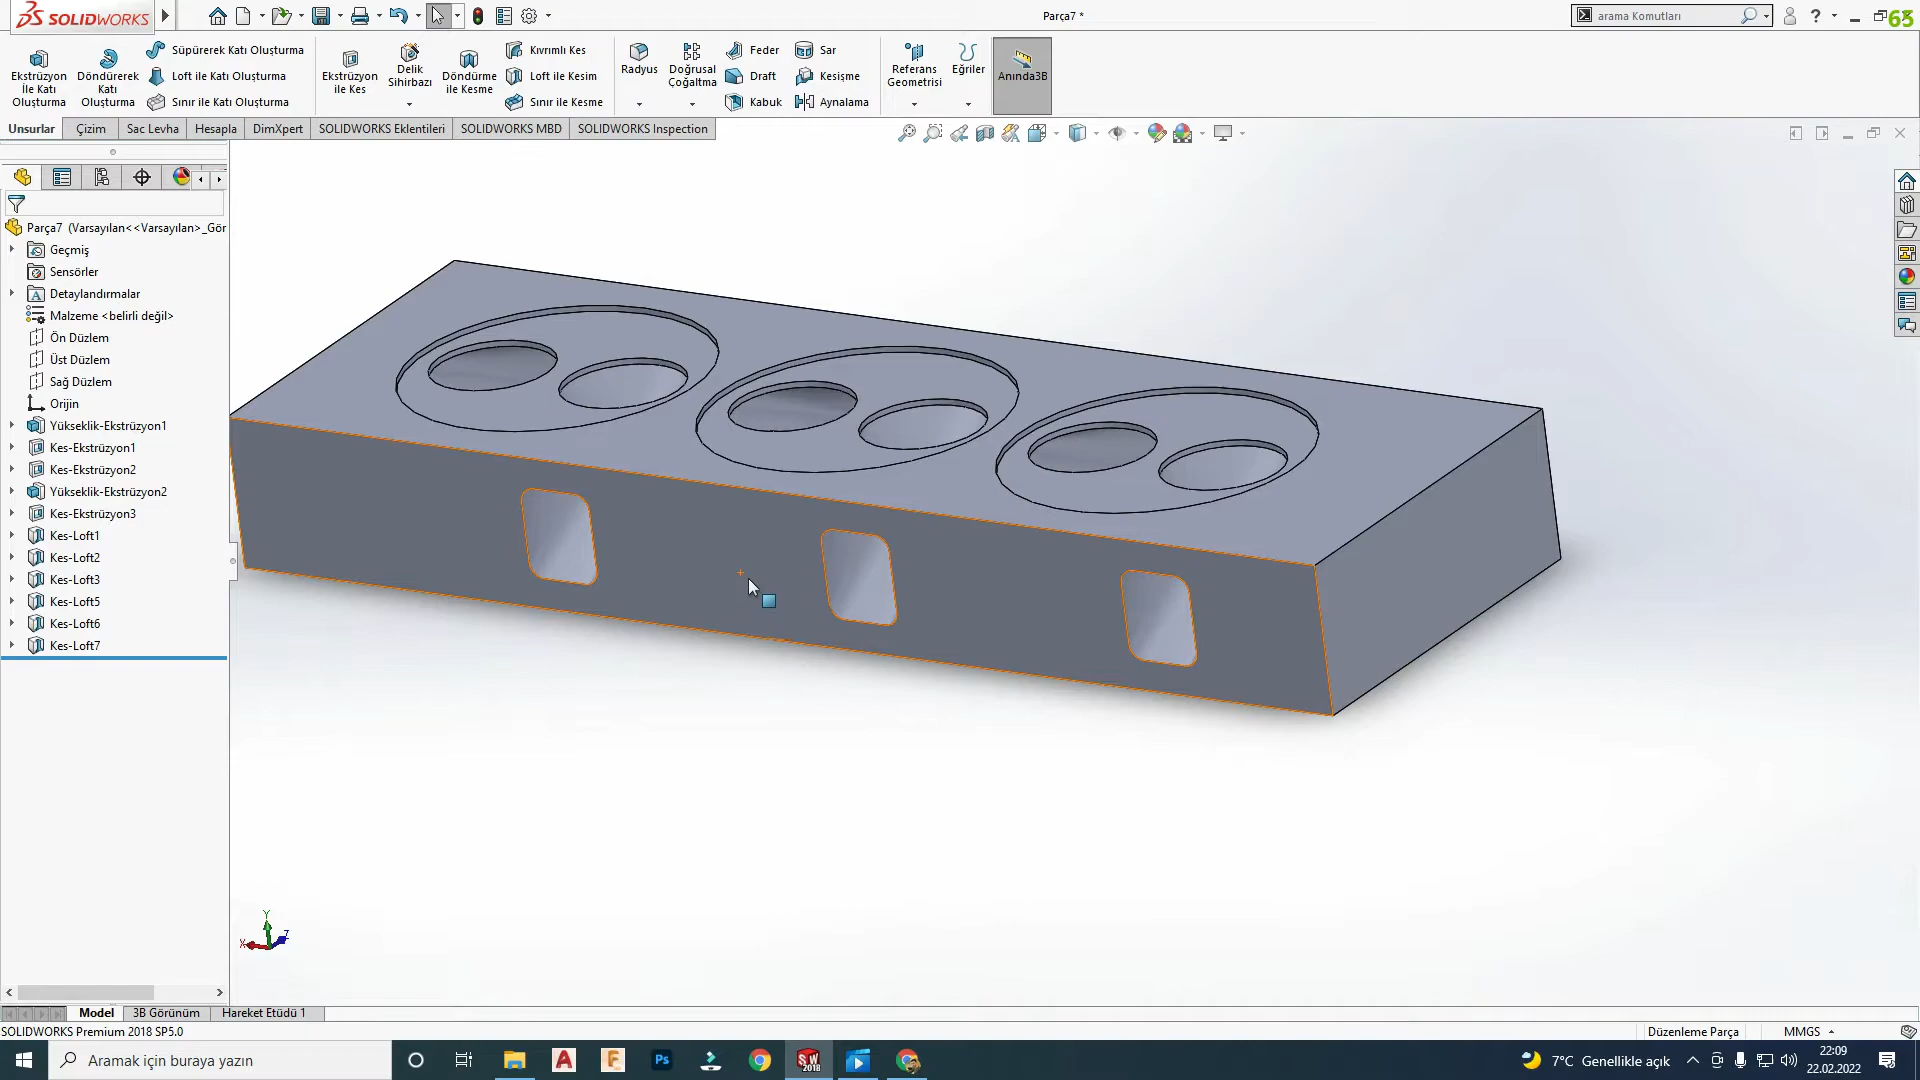 SOLIDWORKS
Parça7 *
arama Komutları
63
Ekstrüzyon İle Katı Oluşturma
Döndürerek Katı Oluşturma
Süpürerek Katı Oluşturma
Loft ile Katı Oluşturma
Sınır ile Katı Oluşturma
Ekstrüzyon ile Kes
Delik Sihirbazı
Döndürme ile Kesme
Kıvrımlı Kes
Loft ile Kesim
Sınır ile Kesme
Radyus
Doğrusal Çoğaltma
Feder
Draft
Kabuk
Sar
Kesişme
Aynalama
Referans Geometrisi
Eğriler
Anında3B
Unsurlar
Çizim
Sac Levha
Hesapla
DimXpert
SOLIDWORKS Eklentileri
SOLIDWORKS MBD
SOLIDWORKS Inspection
Parça7 (Varsayılan<<Varsayılan>_Gör
Geçmiş
Sensörler
Detaylandırmalar
Malzeme <belirli değil>
Ön Düzlem
Üst Düzlem
Sağ Düzlem
Orijin
Yükseklik-Ekstrüzyon1
Kes-Ekstrüzyon1
Kes-Ekstrüzyon2
Yükseklik-Ekstrüzyon2
Kes-Ekstrüzyon3
Kes-Loft1
Kes-Loft2
Kes-Loft3
Kes-Loft5
Kes-Loft6
Kes-Loft7
Y
X
Z
Model
3B Görünüm
Hareket Etüdü 1
SOLIDWORKS Premium 2018 SP5.0
Düzenleme Parça
MMGS
Aramak için buraya yazın
7°C Genellikle açık
22:09
22.02.2022